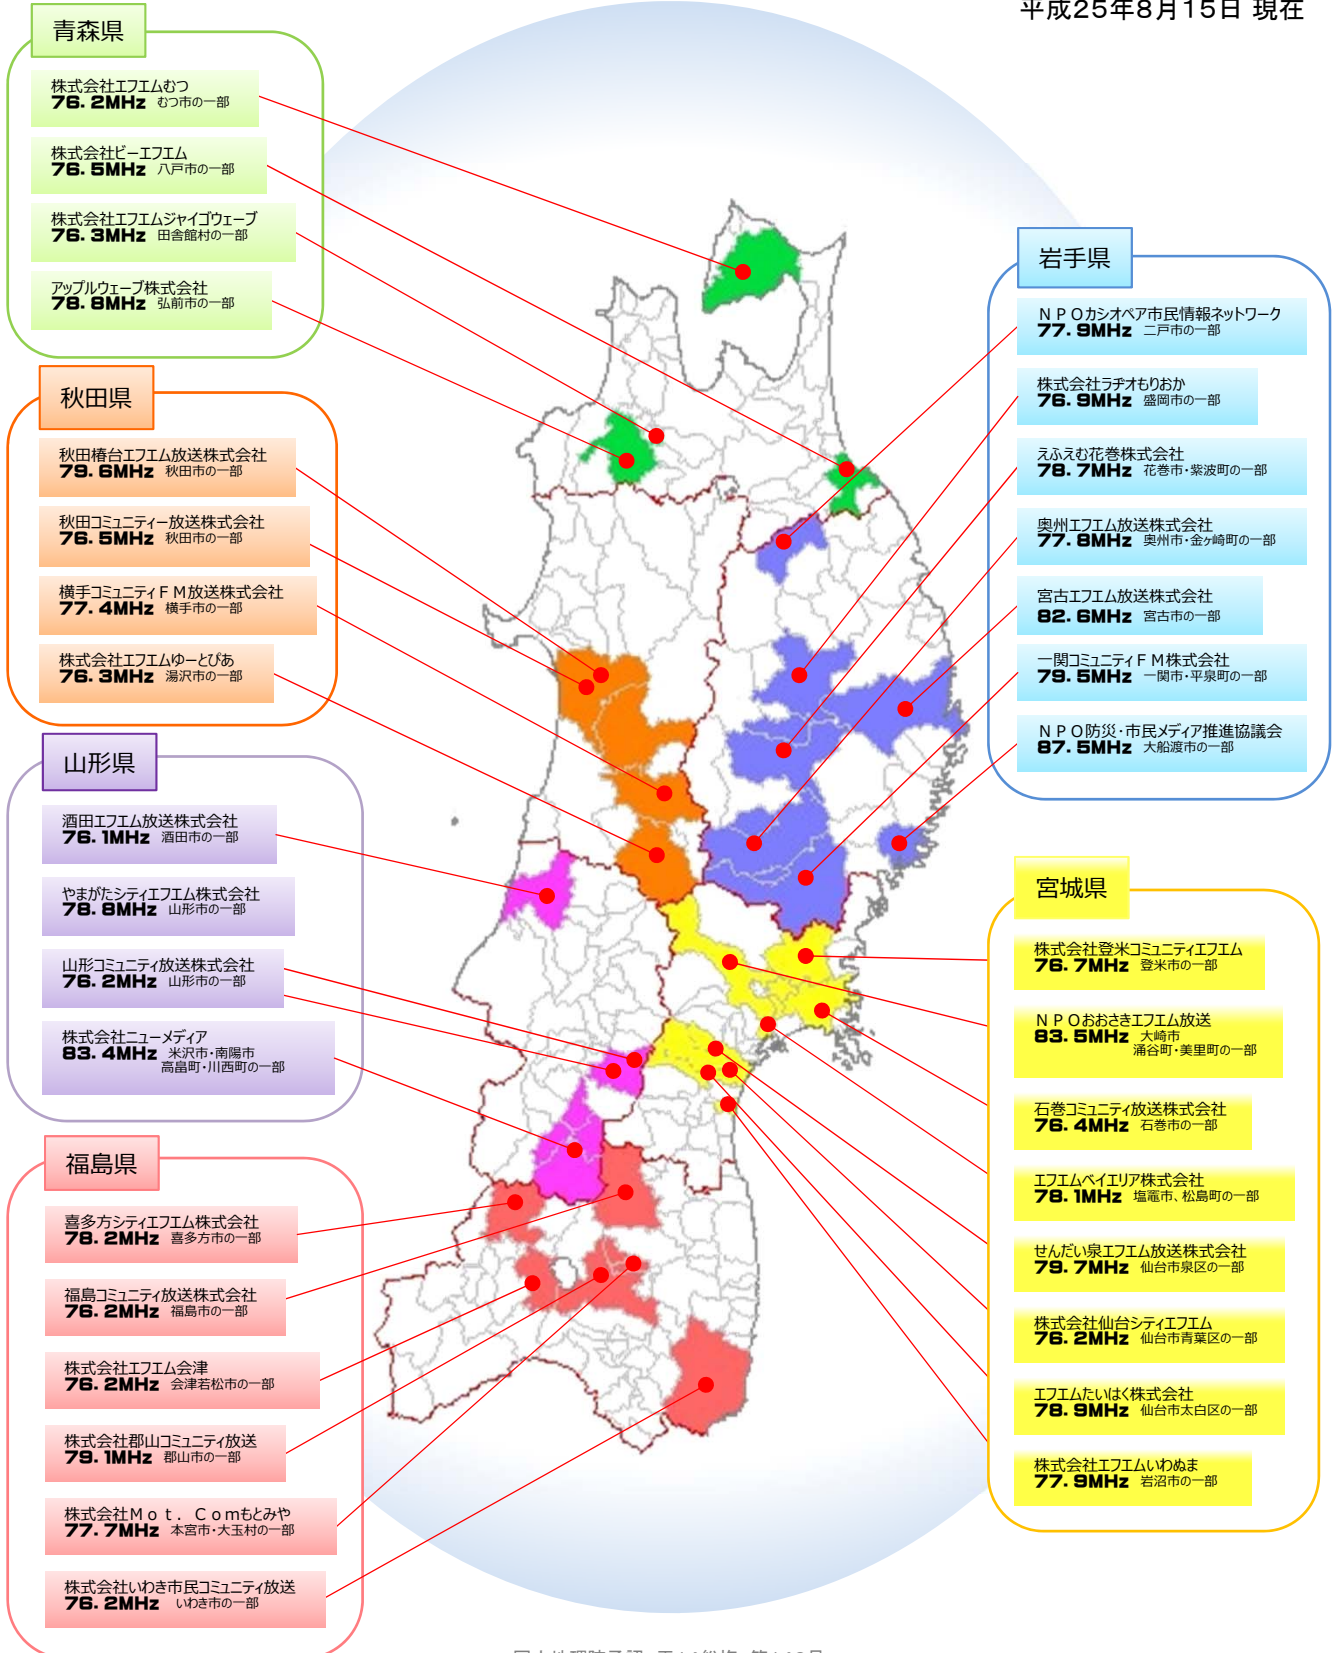 平成25年8月15日 現在
青森県
株式会社エフエムむつ
76.2MHz むつ市の一部
株式会社ビーエフエム
76.5MHz 八戸市の一部
株式会社エフエムジャイゴウェーブ
76.3MHz 田舎館村の一部
アップルウェーブ株式会社
78.8MHz 弘前市の一部
秋田県
秋田椿台エフエム放送株式会社
79.6MHz 秋田市の一部
秋田コミュニティー放送株式会社
76.5MHz 秋田市の一部
横手コミュニティFM放送株式会社
77.4MHz 横手市の一部
株式会社エフエムゆーとぴあ
76.3MHz 湯沢市の一部
山形県
酒田エフエム放送株式会社
76.1MHz 酒田市の一部
やまがたシティエフエム株式会社
78.8MHz 山形市の一部
山形コミュニティ放送株式会社
76.2MHz 山形市の一部
株式会社ニューメディア
83.4MHz 米沢市・南陽市
高畠町・川西町の一部
福島県
喜多方シティエフエム株式会社
78.2MHz 喜多方市の一部
福島コミュニティ放送株式会社
76.2MHz 福島市の一部
株式会社エフエム会津
76.2MHz 会津若松市の一部
株式会社郡山コミュニティ放送
79.1MHz 郡山市の一部
株式会社Mot.Comもとみや
77.7MHz 本宮市・大玉村の一部
株式会社いわき市民コミュニティ放送
76.2MHz いわき市の一部
岩手県
NPOカシオペア市民情報ネットワーク
77.9MHz 二戸市の一部
株式会社ラヂオもりおか
76.9MHz 盛岡市の一部
えふえむ花巻株式会社
78.7MHz 花巻市・紫波町の一部
奥州エフエム放送株式会社
77.8MHz 奥州市・金ヶ崎町の一部
宮古エフエム放送株式会社
82.6MHz 宮古市の一部
一関コミュニティFM株式会社
79.5MHz 一関市・平泉町の一部
NPO防災・市民メディア推進協議会
87.5MHz 大船渡市の一部
宮城県
株式会社登米コミュニティエフエム
76.7MHz 登米市の一部
NPOおおさきエフエム放送
83.5MHz 大崎市
涌谷町・美里町の一部
石巻コミュニティ放送株式会社
76.4MHz 石巻市の一部
エフエムベイエリア株式会社
78.1MHz 塩竈市、松島町の一部
せんだい泉エフエム放送株式会社
79.7MHz 仙台市泉区の一部
株式会社仙台シティエフエム
76.2MHz 仙台市青葉区の一部
エフエムたいはく株式会社
78.9MHz 仙台市太白区の一部
株式会社エフエムいわぬま
77.9MHz 岩沼市の一部